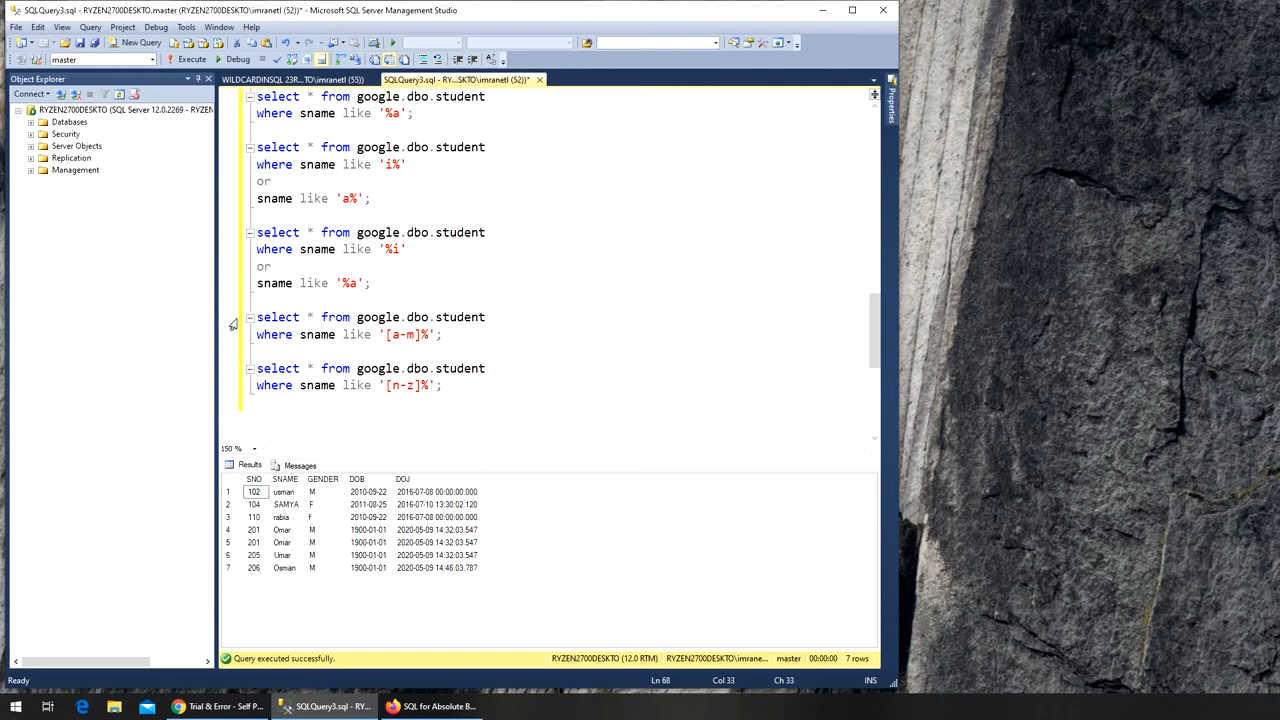 SQLQuery3.sql - RYZEN2700DESKTO.master (RYZEN2700DESKTO\imranetl (52))* - Microsoft SQL Server Management Studio
File Edit View Query Project Debug Tools Window Help
New Query
master Execute Debug
Object Explorer
WILDCARDINSQL 23R...TO\imranetl (55))
SQLQuery3.sql - RY...SKTO\imranetl (52))*
Connect
RYZEN2700DESKTO (SQL Server 12.0.2269 - RYZEN
Databases
Security
Server Objects
Replication
Management
select * from google.dbo.student
where sname like '%a';
select * from google.dbo.student
where sname like 'i%'
or
sname like 'a%';
select * from google.dbo.student
where sname like '%i'
or
sname like '%a';
select * from google.dbo.student
where sname like '[a-m]%';
select * from google.dbo.student
where sname like '[n-z]%';
Properties
150 %
Results Messages
SNO SNAME GENDER DOB DOJ
1 102 usman M 2010-09-22 2016-07-08 00:00:00.000
2 104 SAMYA F 2011-08-25 2016-07-10 13:30:02.120
3 110 rabia f 2010-09-22 2016-07-08 00:00:00.000
4 201 Omar M 1900-01-01 2020-05-09 14:32:03.547
5 201 Omar M 1900-01-01 2020-05-09 14:32:03.547
6 205 Umar M 1900-01-01 2020-05-09 14:32:03.547
7 206 Osman M 1900-01-01 2020-05-09 14:46:03.787
Query executed successfully.
RYZEN2700DESKTO (12.0 RTM) RYZEN2700DESKTO\imrane... master 00:00:00 7 rows
Ready Ln 68 Col 33 Ch 33 INS
Trial & Error - Self P...
SQLQuery3.sql - RY...
SQL for Absolute B...